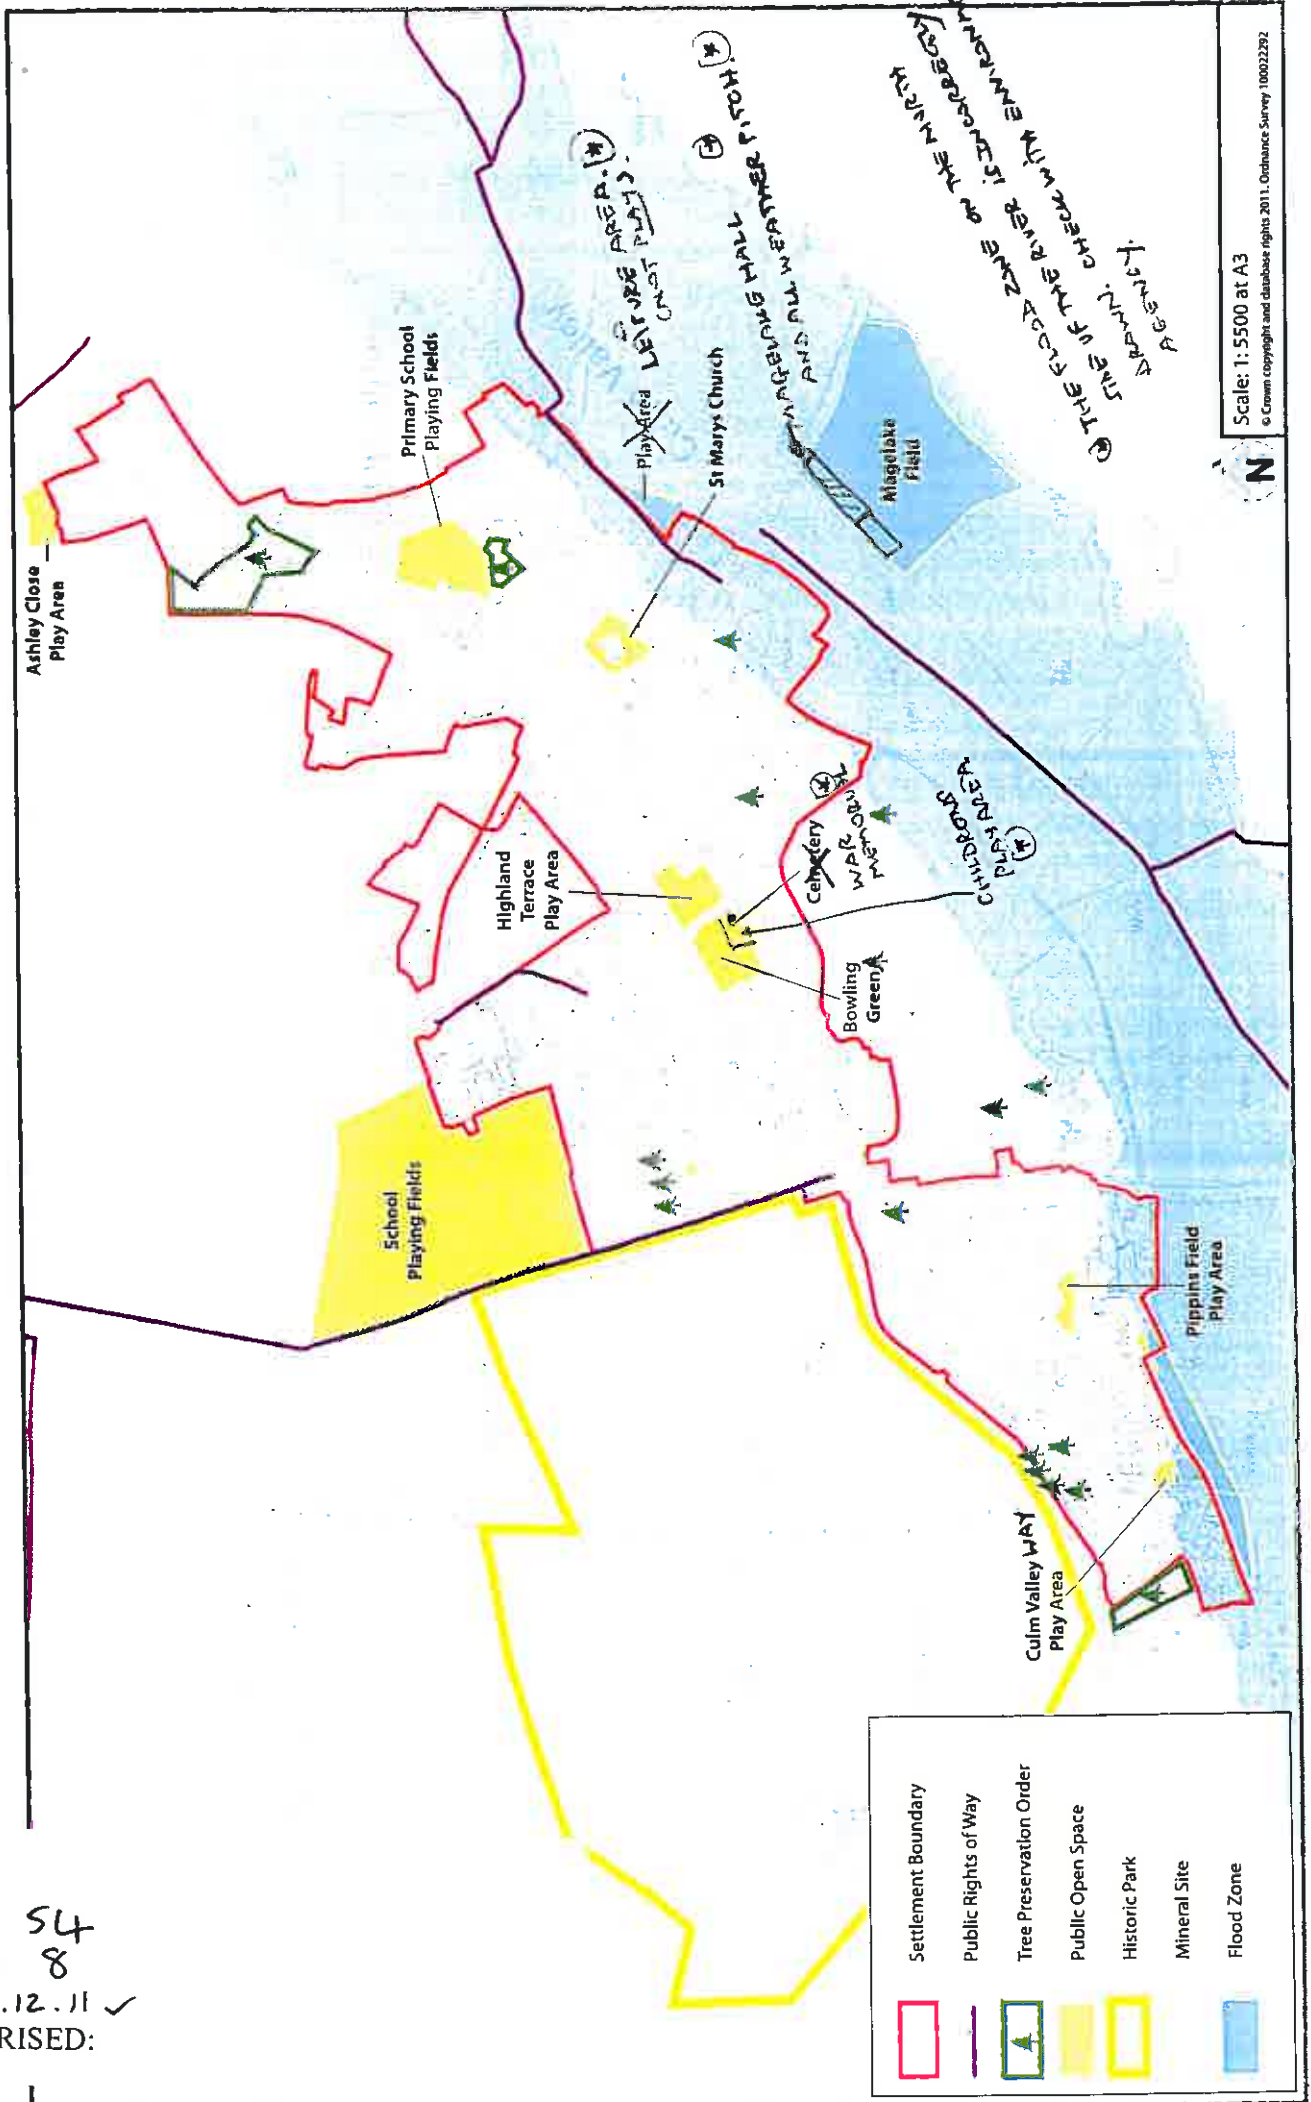 Ashley Close
Play Area
Primary School
Playing Fields
Play Area
LEISURE AREA. (*)
(NOT PLAY).
St Marys Church
HALL (*)
AND ALL WEATHER PITCH. (*)
Magelake
Field
(*) THE FLOOD ZONE ON THE NORTH
SIDE OF THE RIVER IS INCORRECTLY
DRAWN. CHECK WITH
AGENCY.
Highland
Terrace
Play Area
Cemetery (*)
WAR
MEMORIAL
CHILDRENS
PLAY AREA.
(*)
Bowling
Green
School
Playing Fields
Pippins Field
Play Area
Culm Valley WAY
Play Area
Settlement Boundary
Public Rights of Way
Tree Preservation Order
Public Open Space
Historic Park
Mineral Site
Flood Zone
Scale: 1:5500 at A3
© Crown copyright and database rights 2011. Ordnance Survey 100022292
N
54
8
.12.11 ✓
RISED: